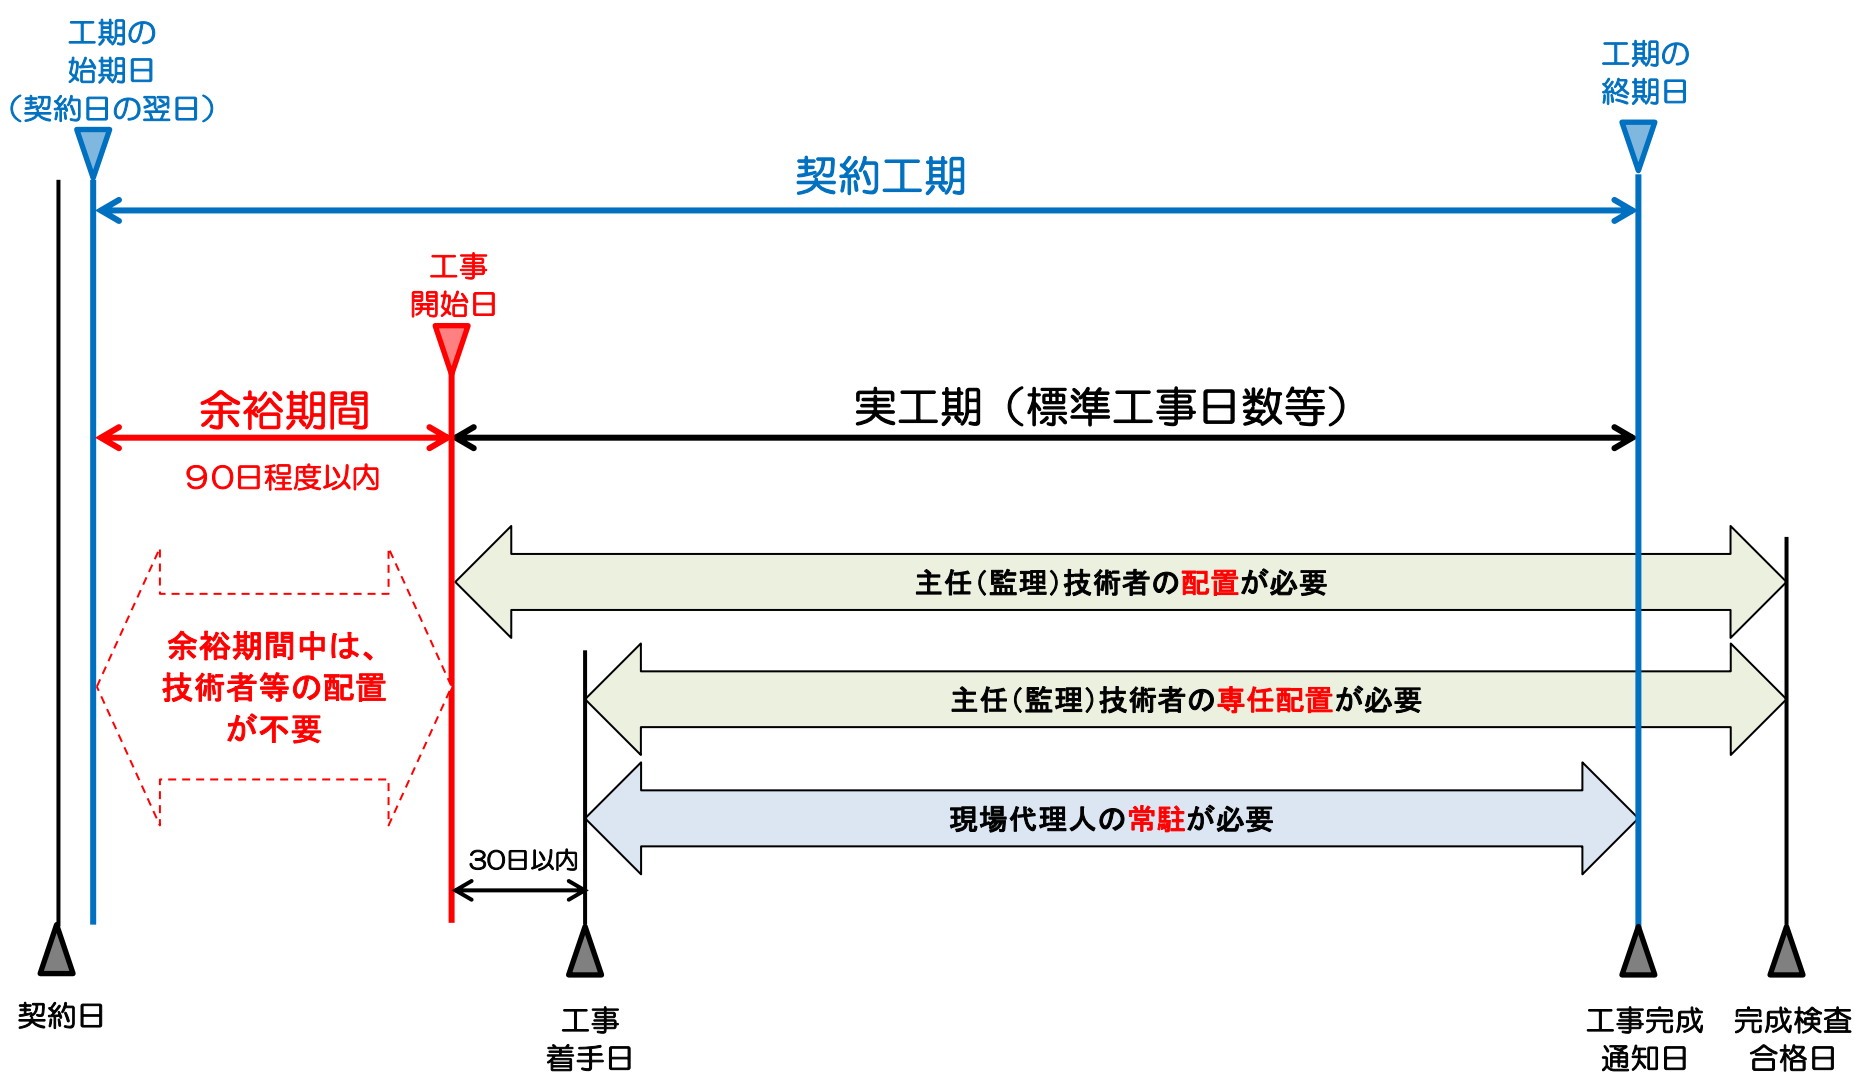 工期の
始期日
（契約日の翌日）
工期の
終期日
契約工期
工事
開始日
余裕期間
実工期（標準工事日数等）
９０日程度以内
主任(監理)技術者の配置が必要
余裕期間中は、
技術者等の配置
が不要
主任(監理)技術者の専任配置が必要
現場代理人の常駐が必要
30日以内
契約日
工事
着手日
工事完成
通知日
完成検査
合格日